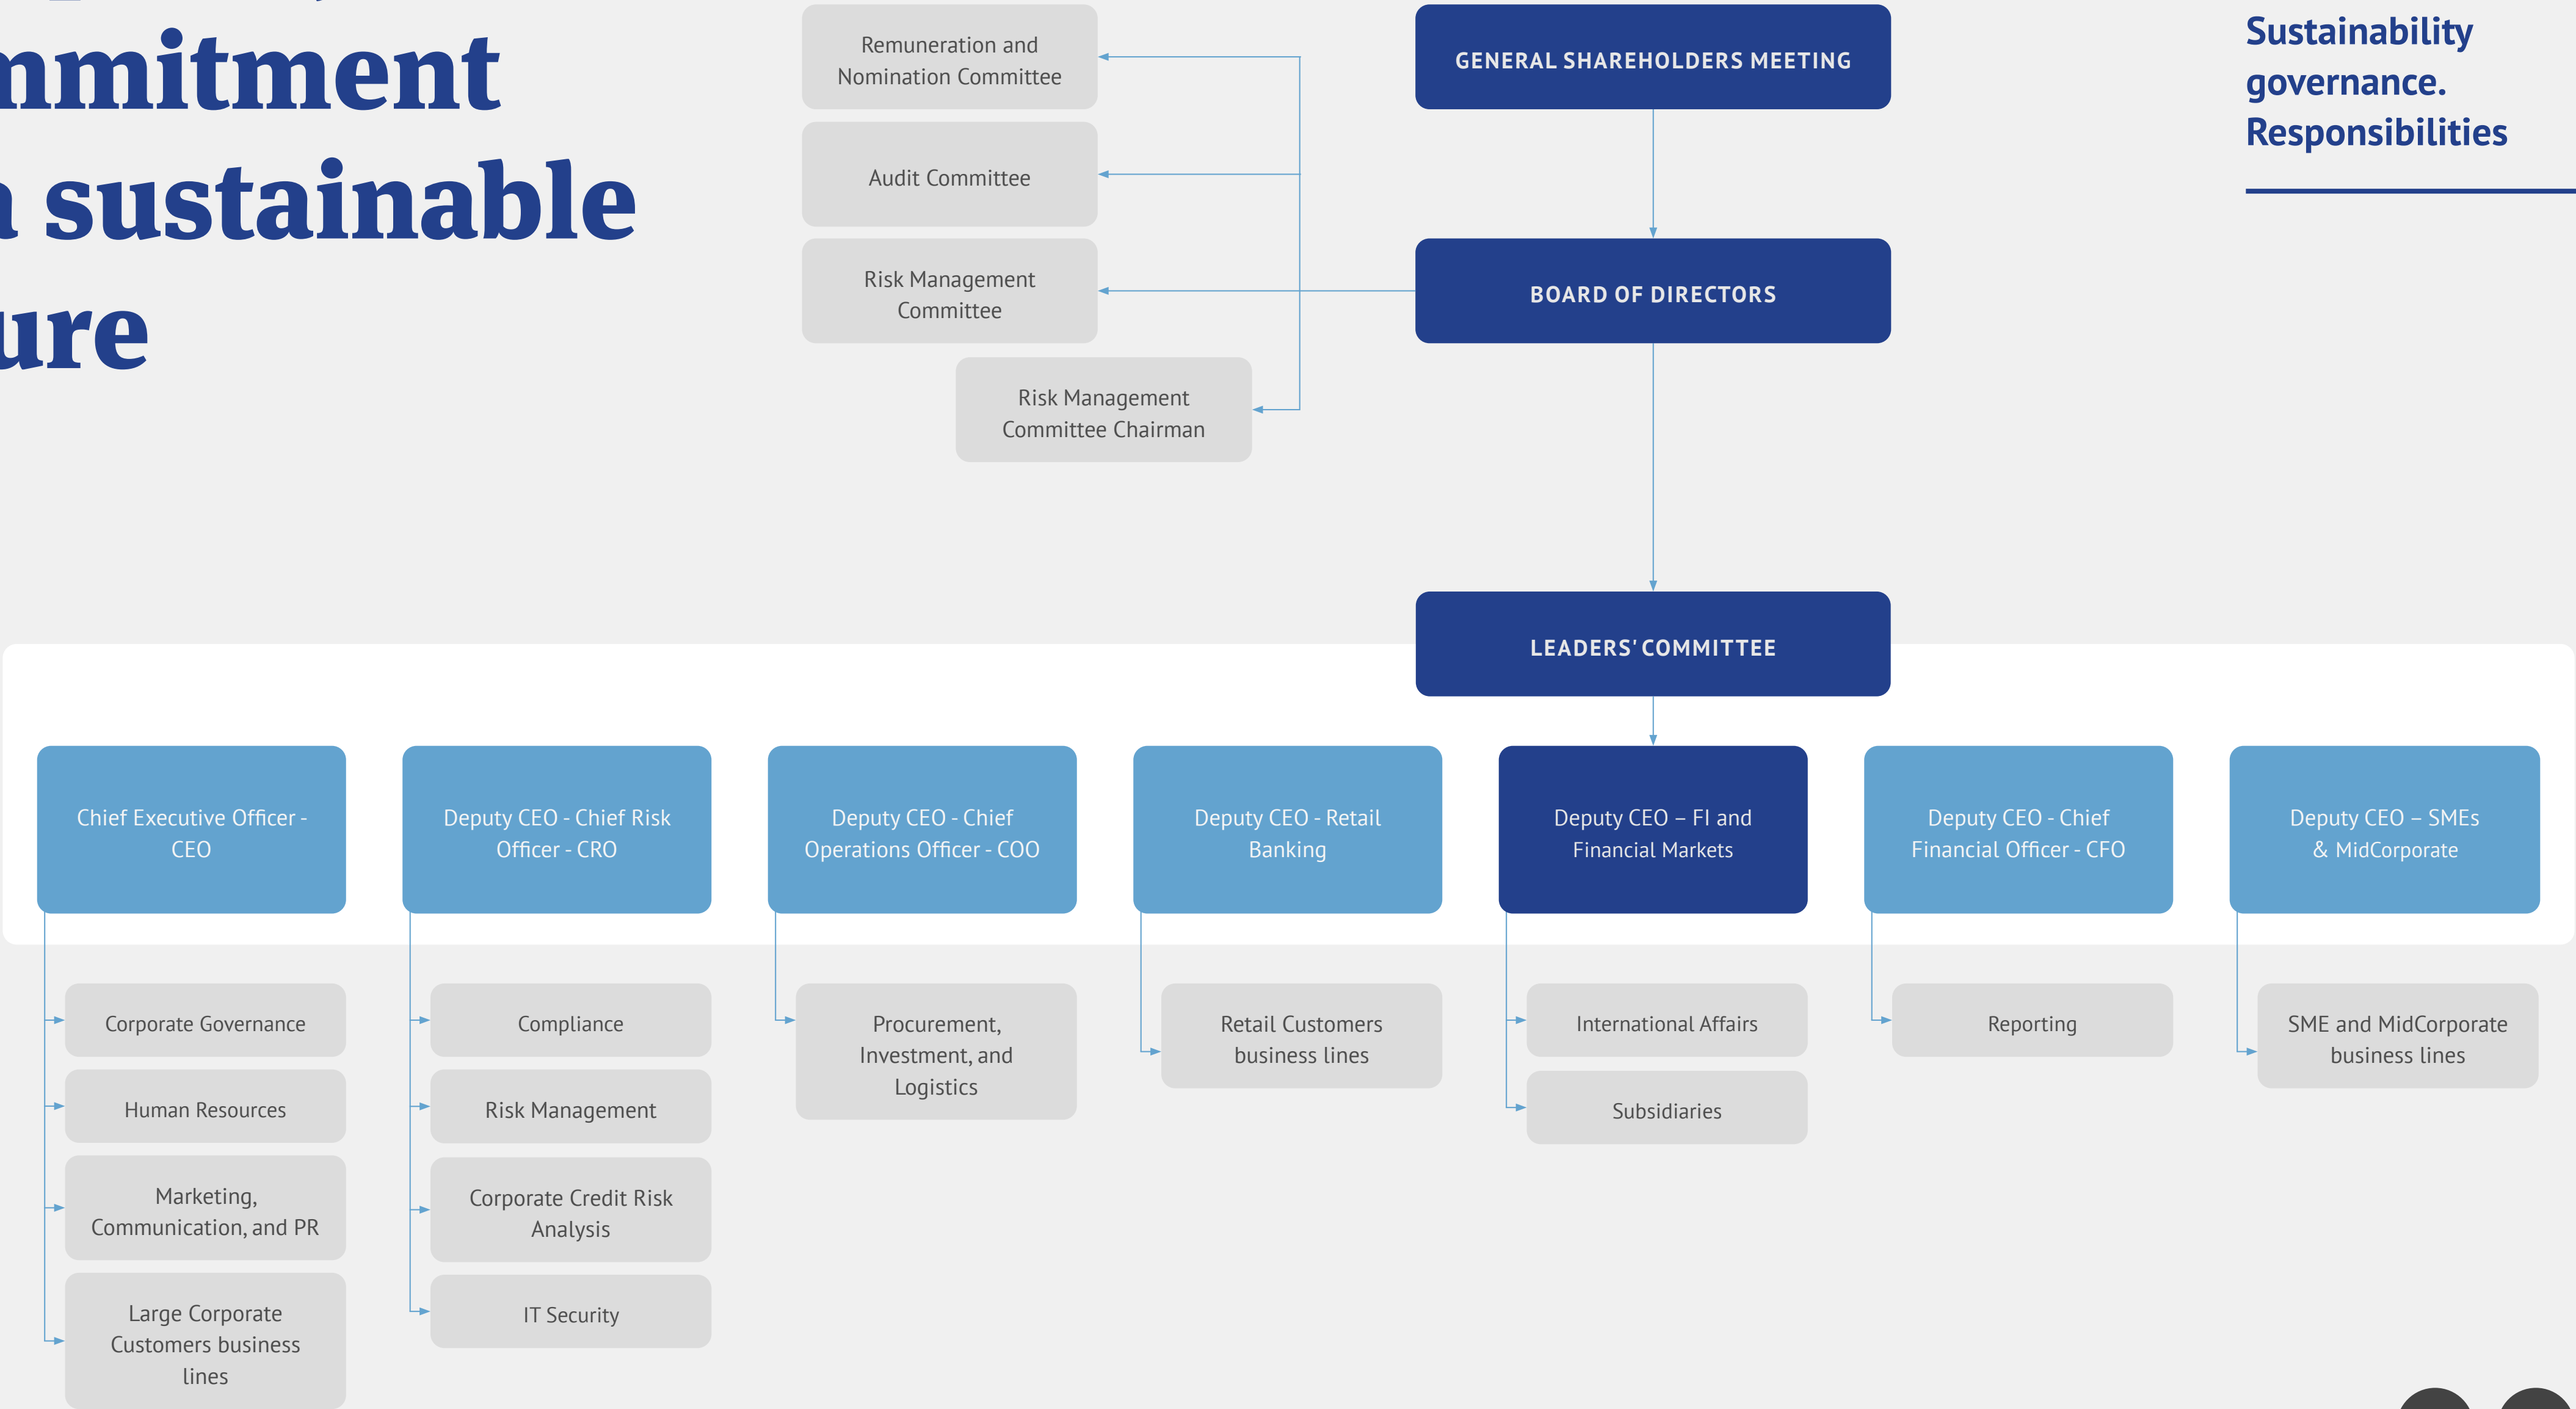 mmitment
a sustainable
ure
Remuneration and
Nomination Committee
Audit Committee
Risk Management
Committee
Risk Management
Committee Chairman
GENERAL SHAREHOLDERS MEETING
BOARD OF DIRECTORS
LEADERS' COMMITTEE
Sustainability
governance.
Responsibilities
Chief Executive Officer -
CEO
Deputy CEO - Chief Risk
Officer - CRO
Deputy CEO - Chief
Operations Officer - COO
Deputy CEO - Retail
Banking
Deputy CEO – FI and
Financial Markets
Deputy CEO - Chief
Financial Officer - CFO
Deputy CEO – SMEs
& MidCorporate
Corporate Governance
Human Resources
Marketing,
Communication, and PR
Large Corporate
Customers business
lines
Compliance
Risk Management
Corporate Credit Risk
Analysis
IT Security
Procurement,
Investment, and
Logistics
Retail Customers
business lines
International Affairs
Subsidiaries
Reporting
SME and MidCorporate
business lines